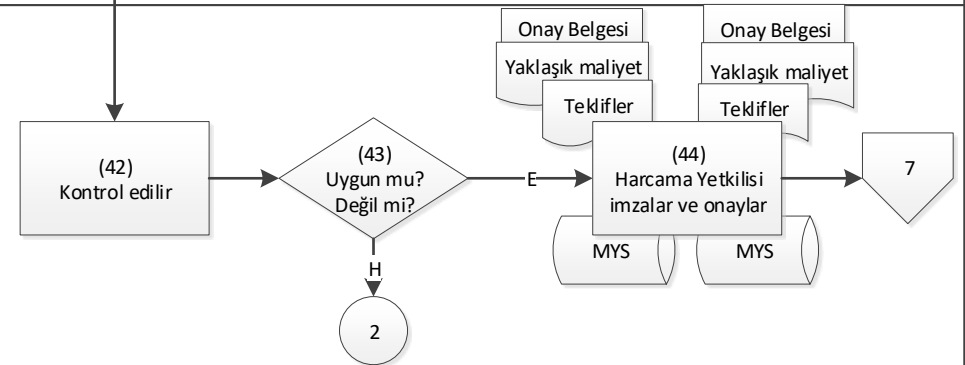 Onay Belgesi
Yaklaşık maliyet
Teklifler
Onay Belgesi
Yaklaşık maliyet
Teklifler
(42)
Kontrol edilir
(43)
Uygun mu?
Değil mi?
E
(44)
Harcama Yetkilisi
imzalar ve onaylar
7
MYS
MYS
H
2